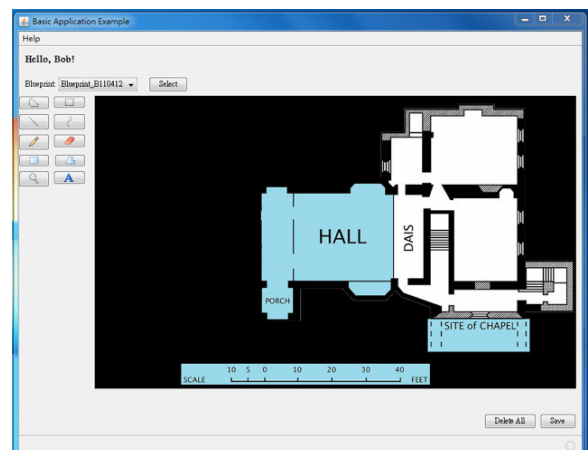 Basic Application Example
Help
Hello, Bob!
Blueprint: Blueprint_B110412 Select
A
HALL
DAIS
PORCH
SITE of CHAPEL
10 5 0 10 20 30 40
SCALE FEET
Delete All Save